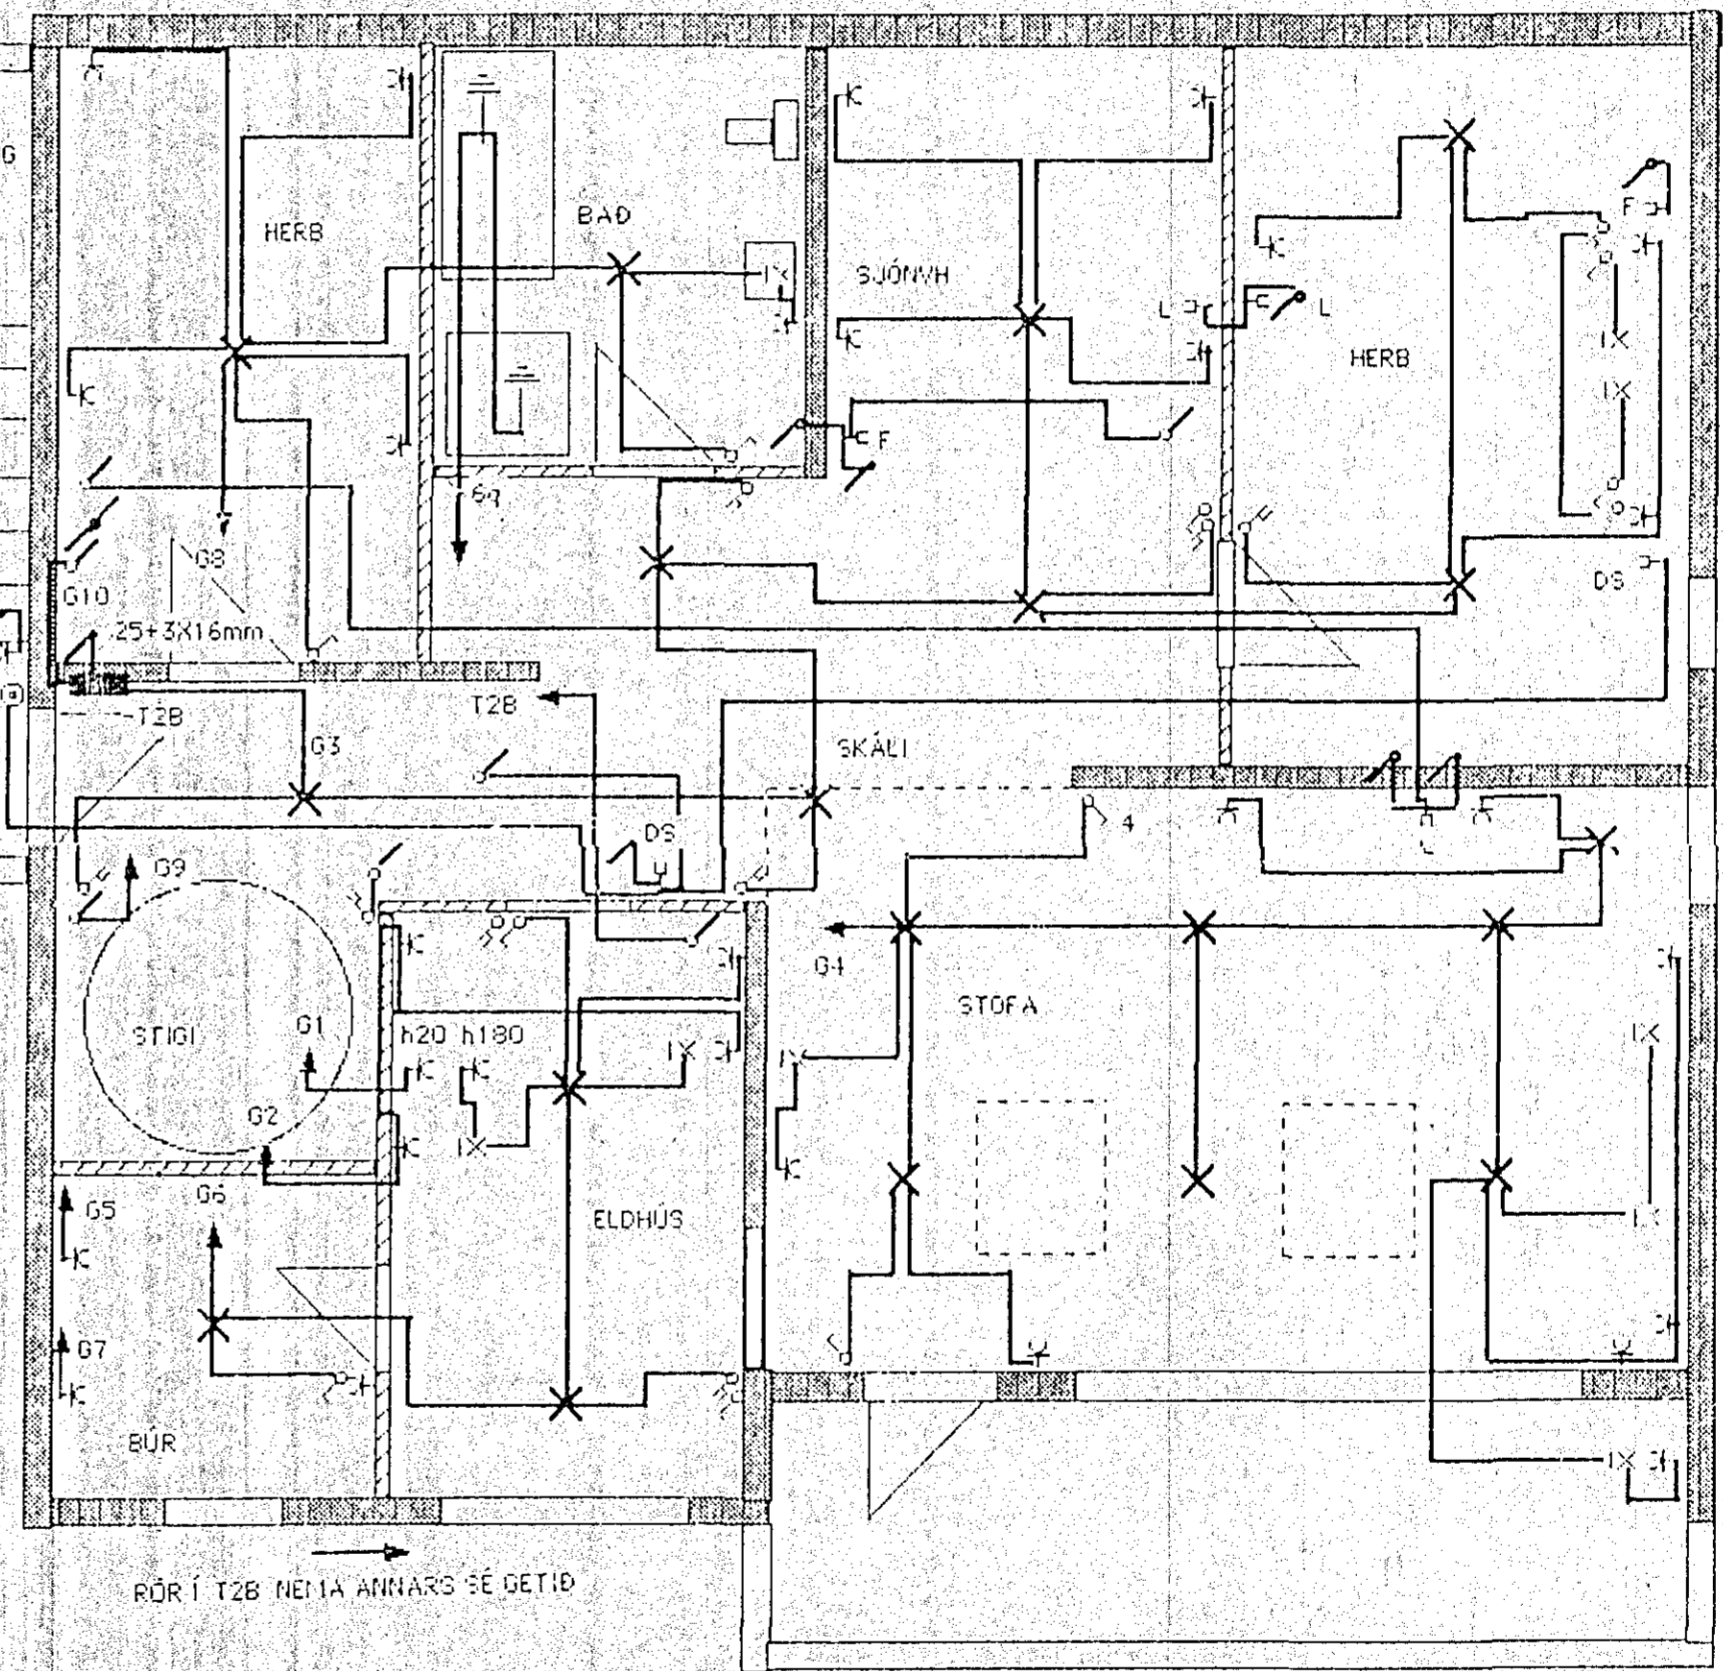 G
HERB
BAÐ
SJÓNVH
F
L
L
HERB
F
6q
G8
G10
DS
25+3X16mm
T2B
T2B
G3
SKÁLI
DS
4
G9
G4
STOFA
STIGI
G1
h20 h180
G2
G5
G6
ELDHÚS
G7
BÚR
RÖR Í T2B NEMA ANNARS SÉ GETIÐ